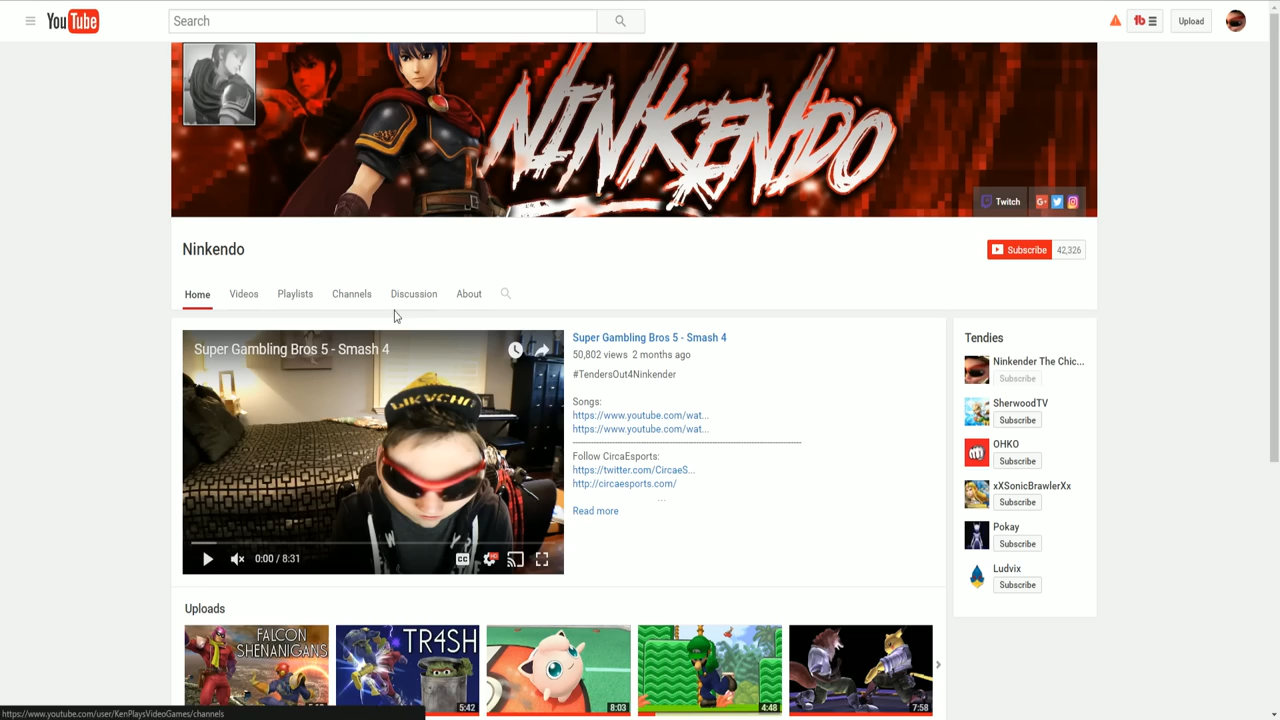 YouTube
Search
Upload
NINKENDO
Twitch
G+
Ninkendo
Subscribe 42,326
Home Videos Playlists Channels Discussion About
Super Gambling Bros 5 - Smash 4
0:00 / 8:31
CC
HD
Super Gambling Bros 5 - Smash 4
50,802 views 2 months ago
#TendersOut4Ninkender
Songs:
https://www.youtube.com/wat...
https://www.youtube.com/wat...
Follow CircaEsports:
https://twitter.com/CircaeS...
http://circaesports.com/
...
Read more
Tendies
Ninkender The Chic...
Subscribe
SherwoodTV
Subscribe
OHKO
Subscribe
xXSonicBrawlerXx
Subscribe
Pokay
Subscribe
Ludvix
Subscribe
Uploads
FALCON
SHENANIGANS
TR4SH
5:42
8:03
4:48
7:58
https://www.youtube.com/user/KenPlaysVideoGames/channels